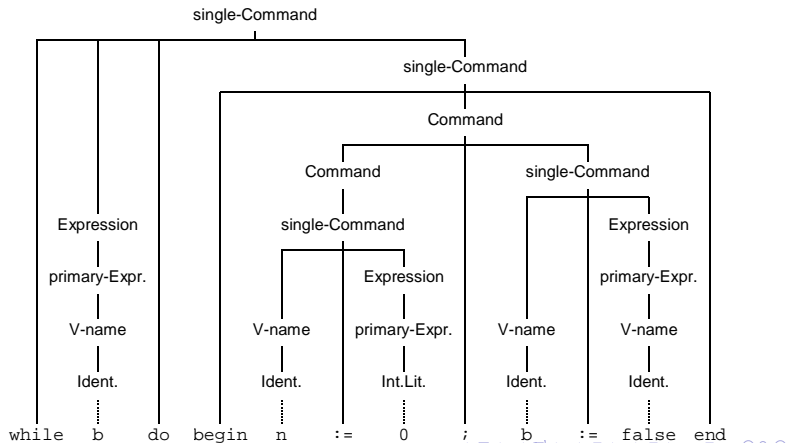 single-Command
single-Command
Command
Command single-Command
Expression single-Command Expression
primary-Expr. Expression primary-Expr.
V-name V-name primary-Expr. V-name V-name
Ident. Ident. Int.Lit. Ident. Ident.
while b do begin n := 0 ; b := false end